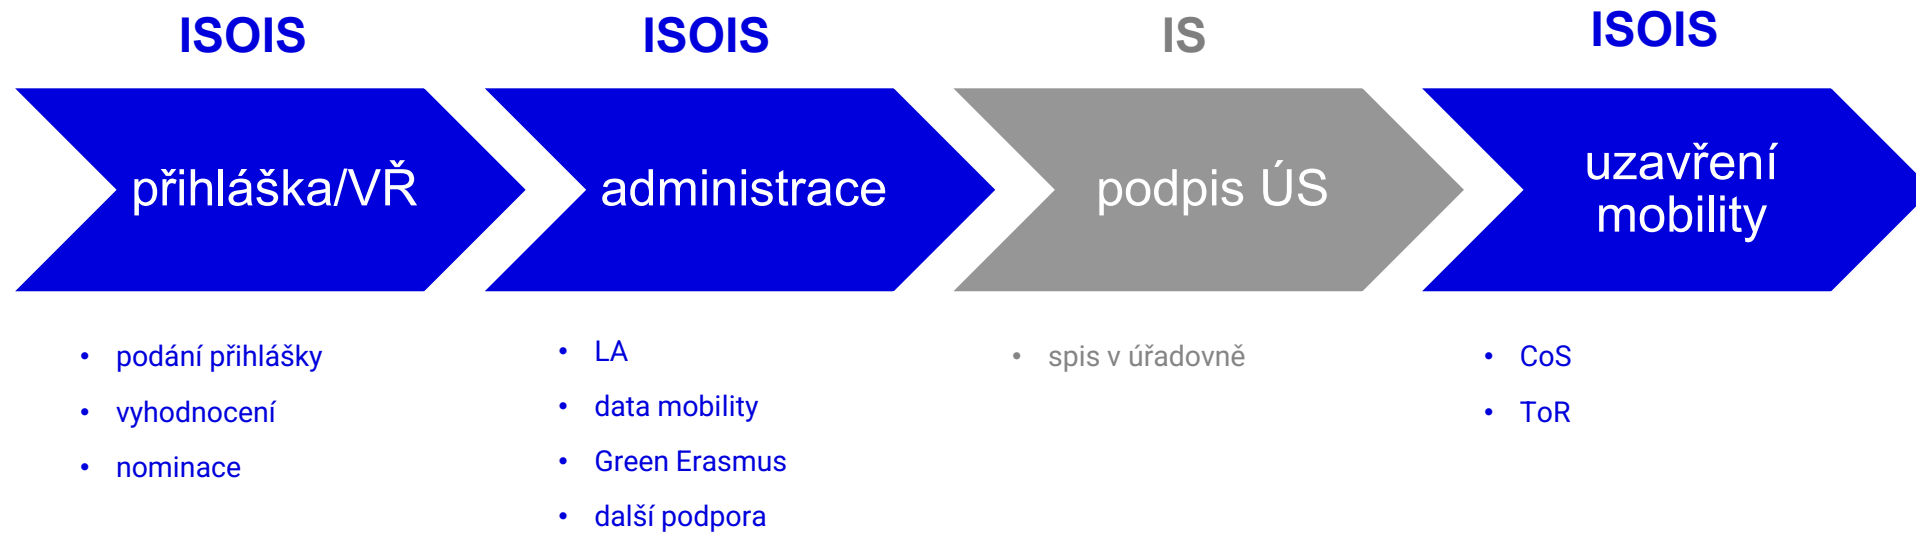 ISOIS
ISOIS
IS
ISOIS
přihláška/VŘ
administrace
podpis ÚS
uzavření
mobility
• podání přihlášky
• vyhodnocení
• nominace
• LA
• data mobility
• Green Erasmus
• další podpora
• spis v úřadovně
• CoS
• ToR